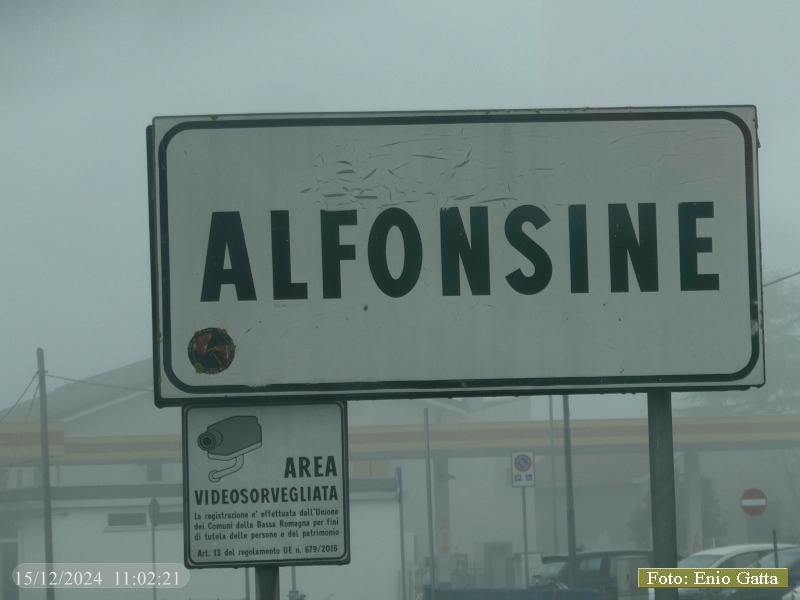 ALFONSINE
AREA
VIDEOSORVEGLIATA
La registrazione e' effettuata dall'Unione
dei Comuni della Bassa Romagna per fini
di tutela delle persone e del patrimonio
Art. 13 del regolamento UE n. 679/2016
15/12/2024 11:02:21
Foto: Enio Gatta